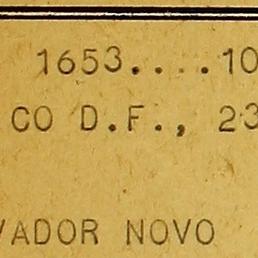 1653....10
CO D.F., 23
VADOR NOVO